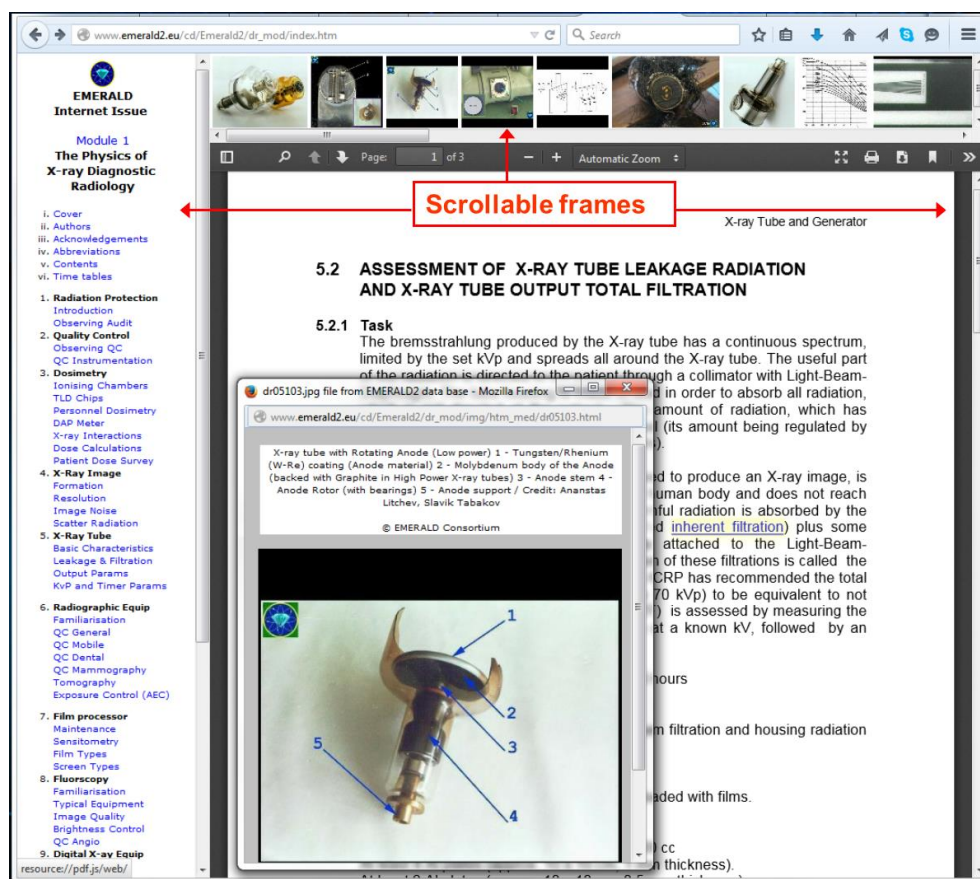 www.emerald2.eu/cd/Emerald2/dr_mod/index.htm
Search
EMERALD
Internet Issue
Module 1
The Physics of
X-ray Diagnostic
Radiology
i. Cover
ii. Authors
iii. Acknowledgements
iv. Abbreviations
v. Contents
vi. Time tables
1. Radiation Protection
Introduction
Observing Audit
2. Quality Control
Observing QC
QC Instrumentation
3. Dosimetry
Ionising Chambers
TLD Chips
Personnel Dosimetry
DAP Meter
X-ray Interactions
Dose Calculations
Patient Dose Survey
4. X-Ray Image
Formation
Resolution
Image Noise
Scatter Radiation
5. X-Ray Tube
Basic Characteristics
Leakage & Filtration
Output Params
KvP and Timer Params
6. Radiographic Equip
Familiarisation
QC General
QC Mobile
QC Dental
QC Mammography
Tomography
Exposure Control (AEC)
7. Film processor
Maintenance
Sensitometry
Film Types
Screen Types
8. Fluorscopy
Familiarisation
Typical Equipment
Image Quality
Brightness Control
QC Angio
9. Digital X-ay Equip
resource://pdf.js/web/
Page: 1 of 3
Automatic Zoom
Scrollable frames
X-ray Tube and Generator
5.2 ASSESSMENT OF X-RAY TUBE LEAKAGE RADIATION
AND X-RAY TUBE OUTPUT TOTAL FILTRATION
5.2.1 Task
The bremsstrahlung produced by the X-ray tube has a continuous spectrum,
limited by the set kVp and spreads all around the X-ray tube. The useful part
of the radiation is directed to the patient through a collimator with Light-Beam-
d in order to absorb all radiation,
amount of radiation, which has
l (its amount being regulated by
).
ed to produce an X-ray image, is
uman body and does not reach
ful radiation is absorbed by the
d inherent filtration) plus some
attached to the Light-Beam-
n of these filtrations is called the
CRP has recommended the total
70 kVp) to be equivalent to not
) is assessed by measuring the
at a known kV, followed by an
hours
m filtration and housing radiation
aded with films.
cc
m thickness).
dr05103.jpg file from EMERALD2 data base - Mozilla Firefox
www.emerald2.eu/cd/Emerald2/dr_mod/img/htm_med/dr05103.html
X-ray tube with Rotating Anode (Low power) 1 - Tungsten/Rhenium
(W-Re) coating (Anode material) 2 - Molybdenum body of the Anode
(backed with Graphite in High Power X-ray tubes) 3 - Anode stem 4 -
Anode Rotor (with bearings) 5 - Anode support / Credit: Ananstas
Litchev, Slavik Tabakov
© EMERALD Consortium
1
2
3
4
5